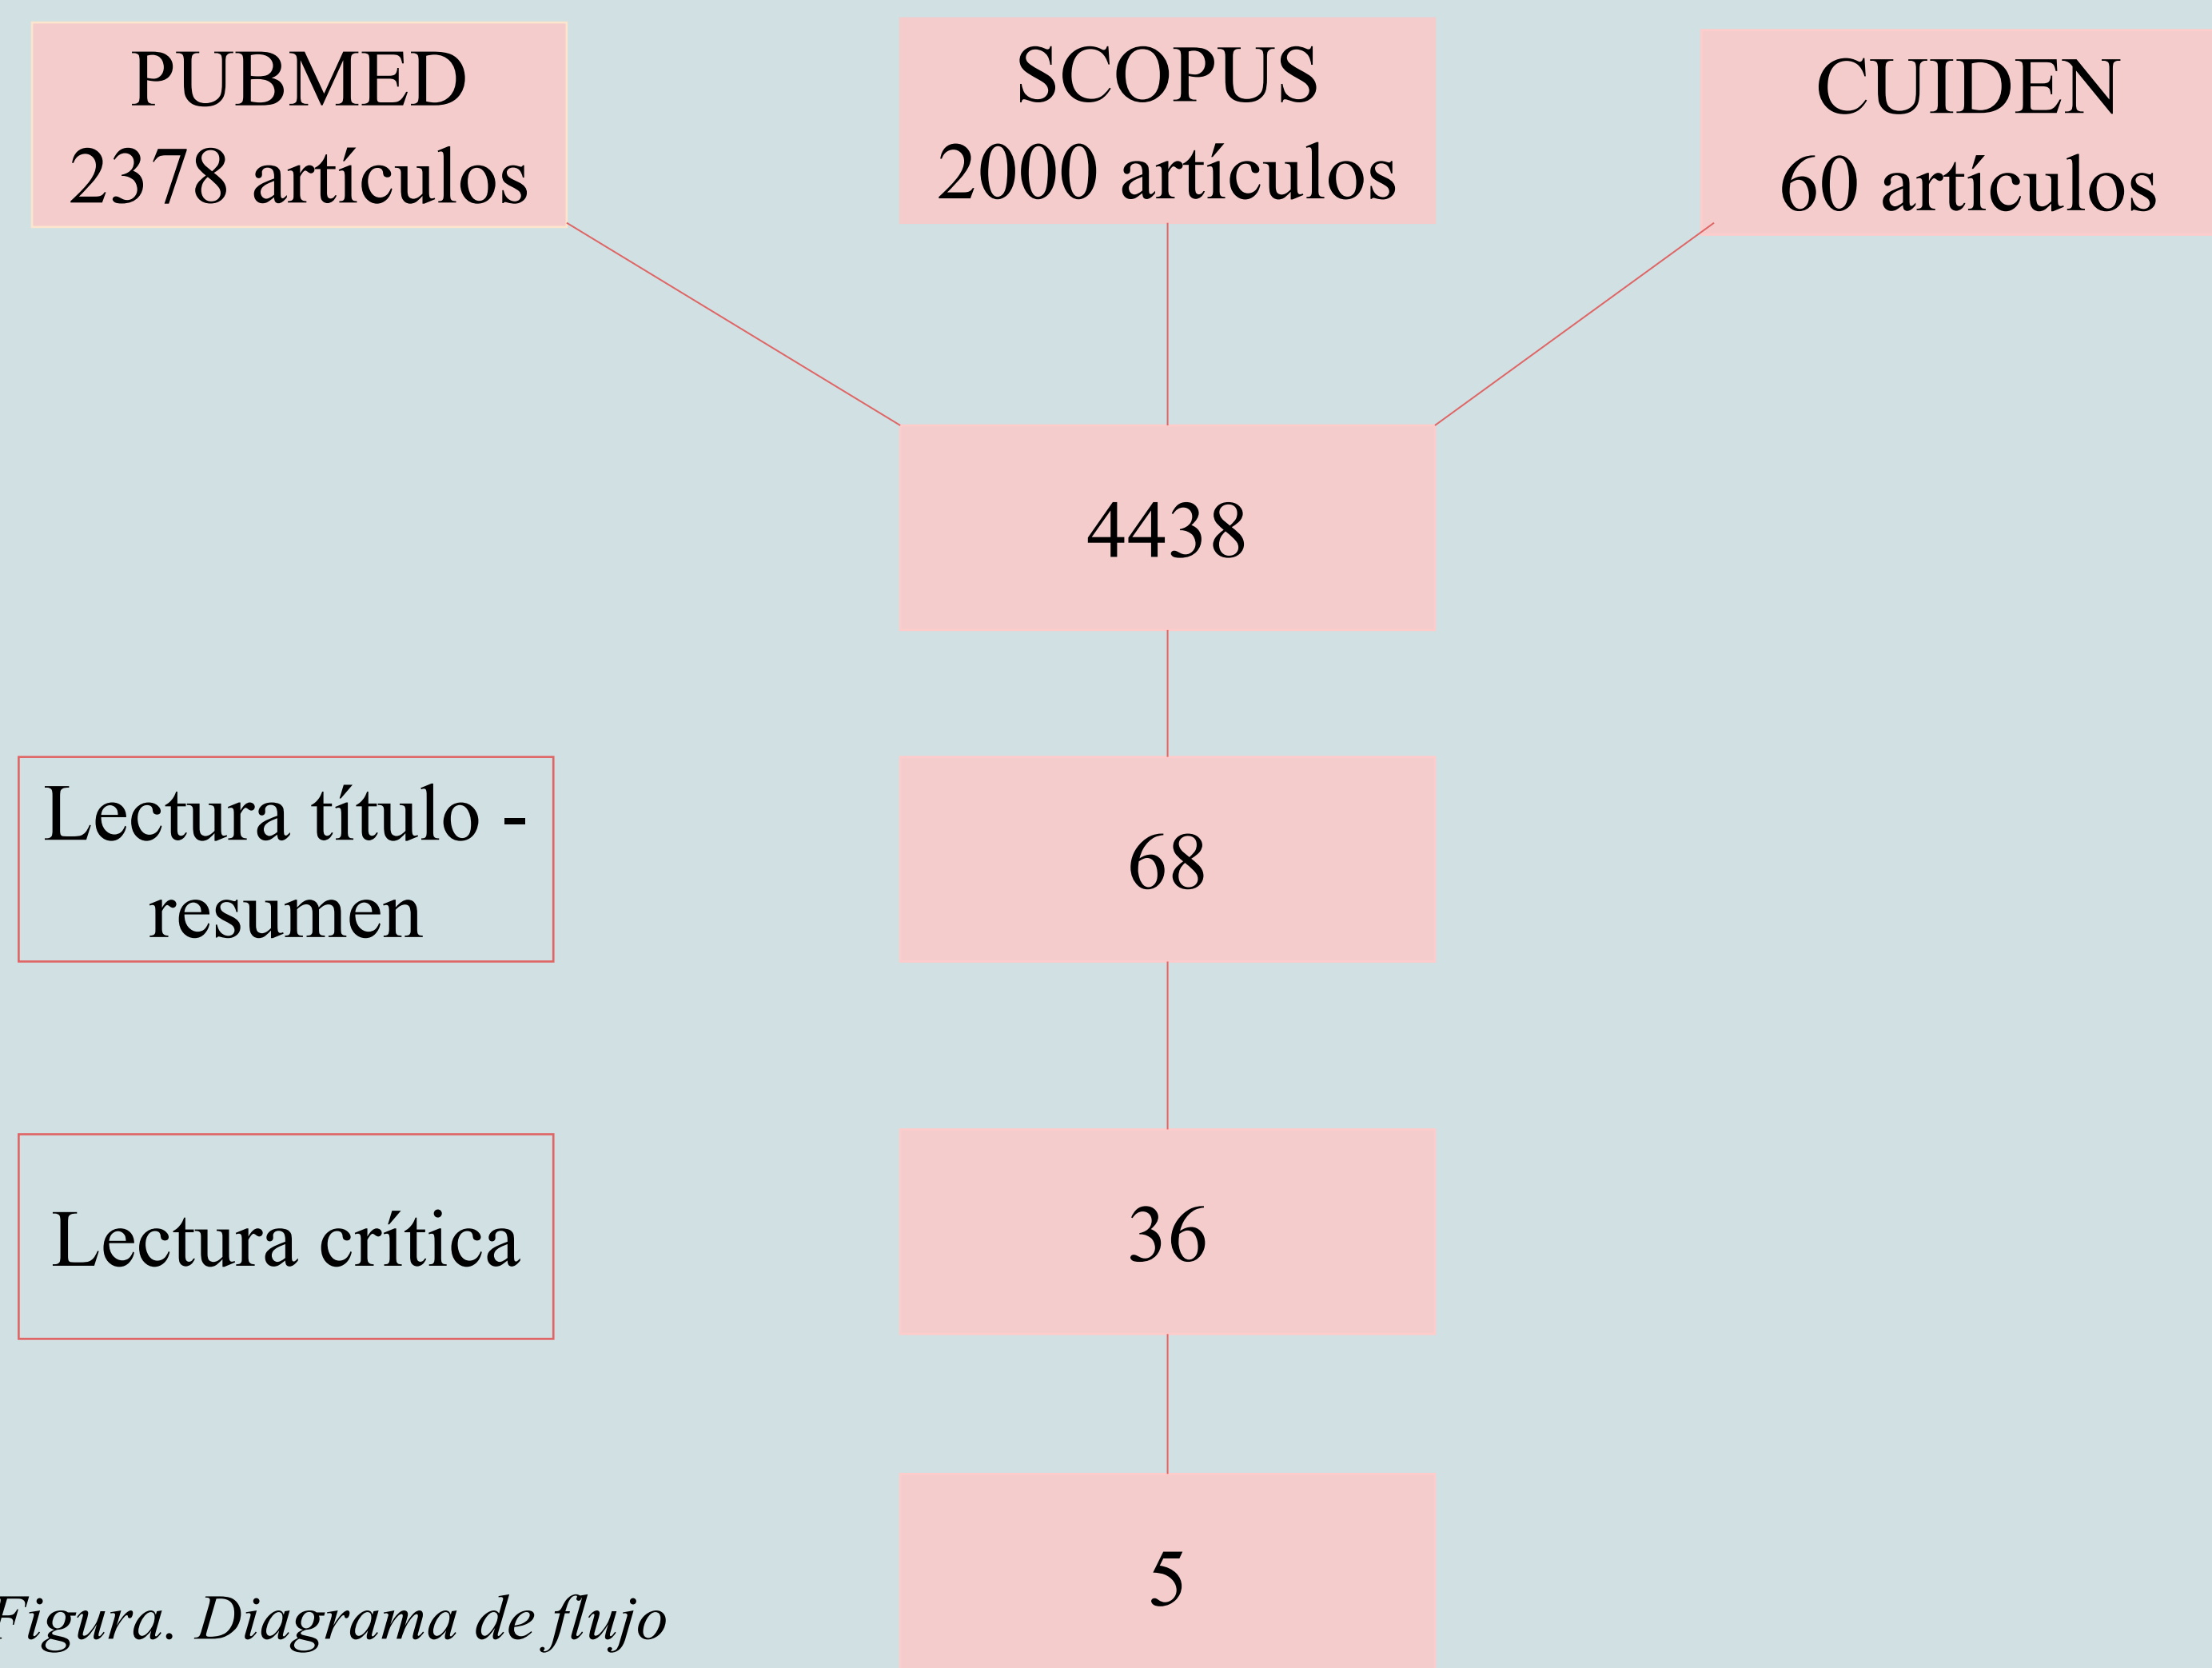 PUBMED
2378 artículos
SCOPUS
2000 artículos
CUIDEN
60 artículos
4438
Lectura título -
resumen
68
Lectura crítica
36
5
Figura. Diagrama de flujo